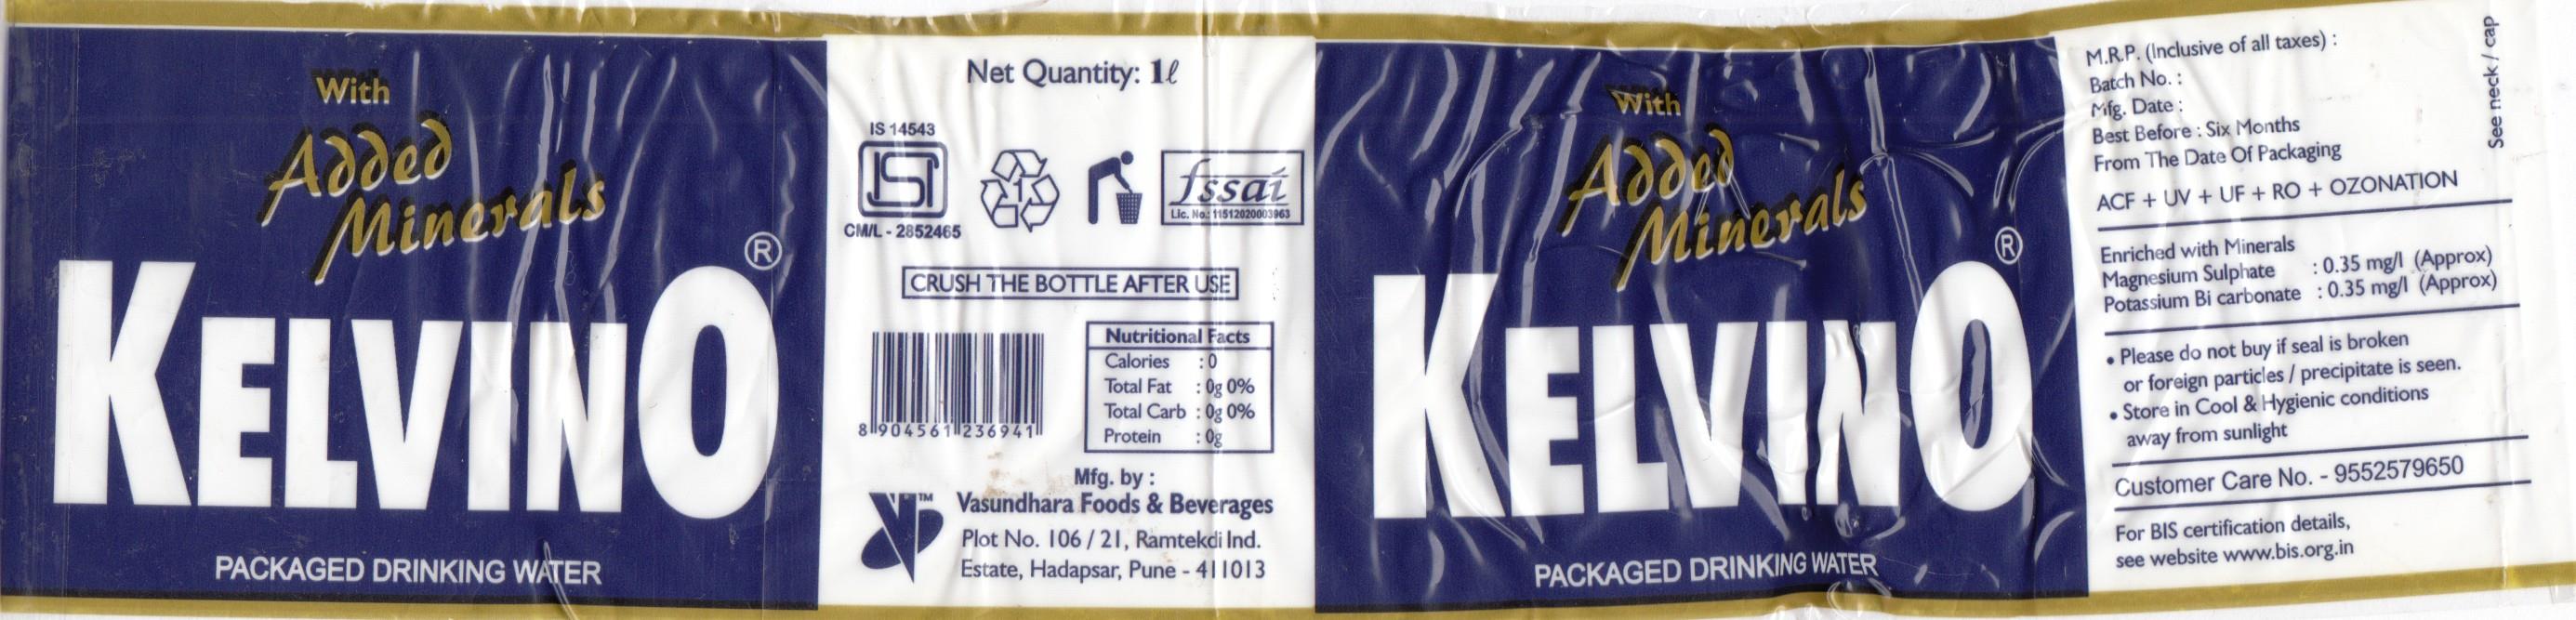 With
Added
Minerals
KELVINO®
PACKAGED DRINKING WATER
Net Quantity: 1ℓ
IS 14543
ISI
CM/L - 2852465
1
fssai
Lic. No.: 11512020003963
CRUSH THE BOTTLE AFTER USE
8 904561 236941
Nutritional Facts
Calories : 0
Total Fat : 0g 0%
Total Carb : 0g 0%
Protein : 0g
Mfg. by :
Vasundhara Foods & Beverages
Plot No. 106 / 21, Ramtekdi Ind.
Estate, Hadapsar, Pune - 411013
TM
With
Added
Minerals
KELVINO®
PACKAGED DRINKING WATER
M.R.P. (Inclusive of all taxes) :
Batch No. :
Mfg. Date :
Best Before : Six Months
From The Date Of Packaging
See neck / cap
ACF + UV + UF + RO + OZONATION
Enriched with Minerals
Magnesium Sulphate : 0.35 mg/l (Approx)
Potassium Bi carbonate : 0.35 mg/l (Approx)
• Please do not buy if seal is broken
or foreign particles / precipitate is seen.
• Store in Cool & Hygienic conditions
away from sunlight
Customer Care No. - 9552579650
For BIS certification details,
see website www.bis.org.in